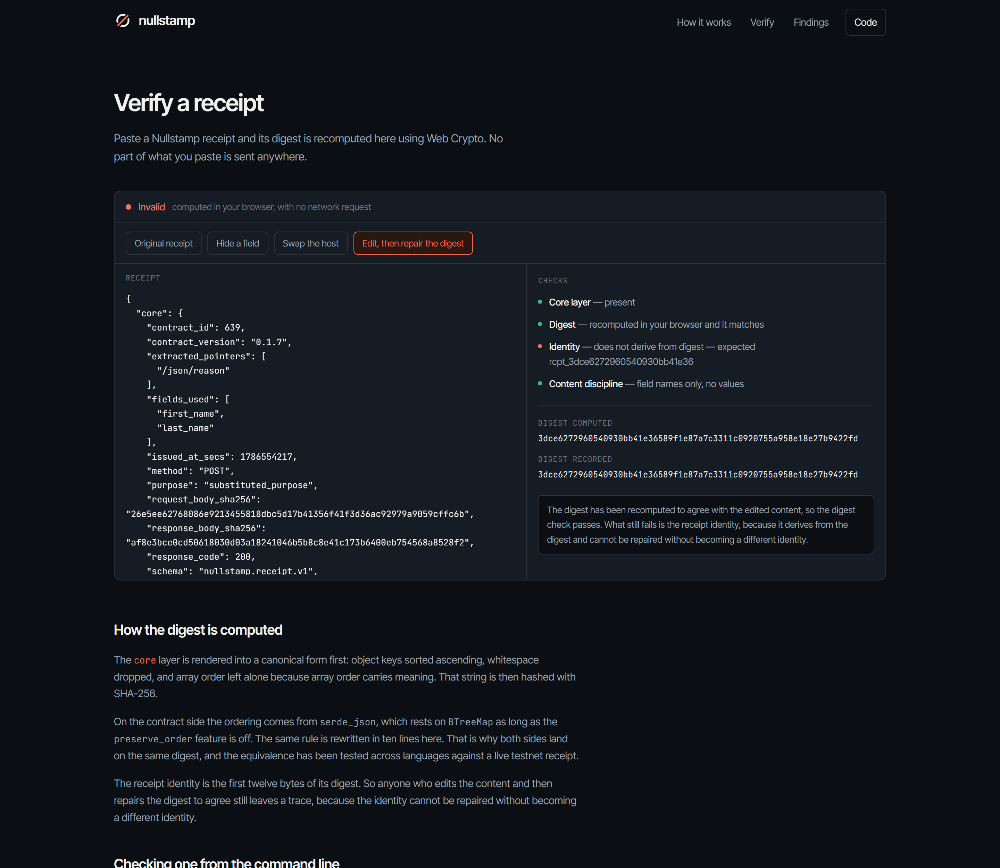 nullstamp
How it works
Verify
Findings
Code
Verify a receipt
Paste a Nullstamp receipt and its digest is recomputed here using Web Crypto. No
part of what you paste is sent anywhere.
Invalid computed in your browser, with no network request
Original receipt
Hide a field
Swap the host
Edit, then repair the digest
RECEIPT
{
  "core": {
    "contract_id": 639,
    "contract_version": "0.1.7",
    "extracted_pointers": [
      "/json/reason"
    ],
    "fields_used": [
      "first_name",
      "last_name"
    ],
    "issued_at_secs": 1786554217,
    "method": "POST",
    "purpose": "substituted_purpose",
    "request_body_sha256":
"26e5ee62768086e9213455818dbc5d17b41356f41f3d36ac92979a9059cffc6b",
    "response_body_sha256":
"af8e3bce0cd50618030d03a18241046b5b8c8e41c173b6400eb754568a8528f2",
    "response_code": 200,
    "schema": "nullstamp.receipt.v1",
CHECKS
Core layer — present
Digest — recomputed in your browser and it matches
Identity — does not derive from digest — expected
rcpt_3dce6272960540930bb41e36
Content discipline — field names only, no values
DIGEST COMPUTED
3dce6272960540930bb41e36589f1e87a7c3311c0920755a958e18e27b9422fd
DIGEST RECORDED
3dce6272960540930bb41e36589f1e87a7c3311c0920755a958e18e27b9422fd
The digest has been recomputed to agree with the edited content, so the digest
check passes. What still fails is the receipt identity, because it derives from the
digest and cannot be repaired without becoming a different identity.
How the digest is computed
The core layer is rendered into a canonical form first: object keys sorted ascending, whitespace
dropped, and array order left alone because array order carries meaning. That string is then hashed with
SHA-256.
On the contract side the ordering comes from serde_json, which rests on BTreeMap as long as the
preserve_order feature is off. The same rule is rewritten in ten lines here. That is why both sides land
on the same digest, and the equivalence has been tested across languages against a live testnet receipt.
The receipt identity is the first twelve bytes of its digest. So anyone who edits the content and then
repairs the digest to agree still leaves a trace, because the identity cannot be repaired without becoming
a different identity.
Checking one from the command line